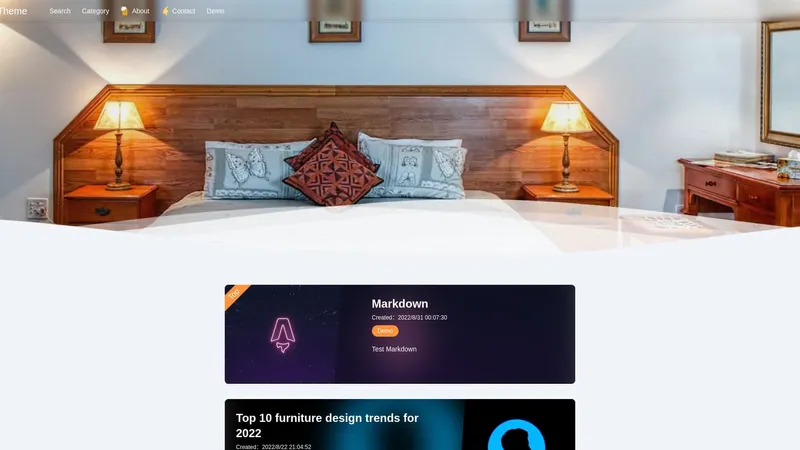 Theme
Search
Category
About
Contact
Demo
Top
Markdown
Created：2022/8/31 00:07:30
Demo
Test Markdown
Top 10 furniture design trends for
2022
Created：2022/8/22 21:04:52